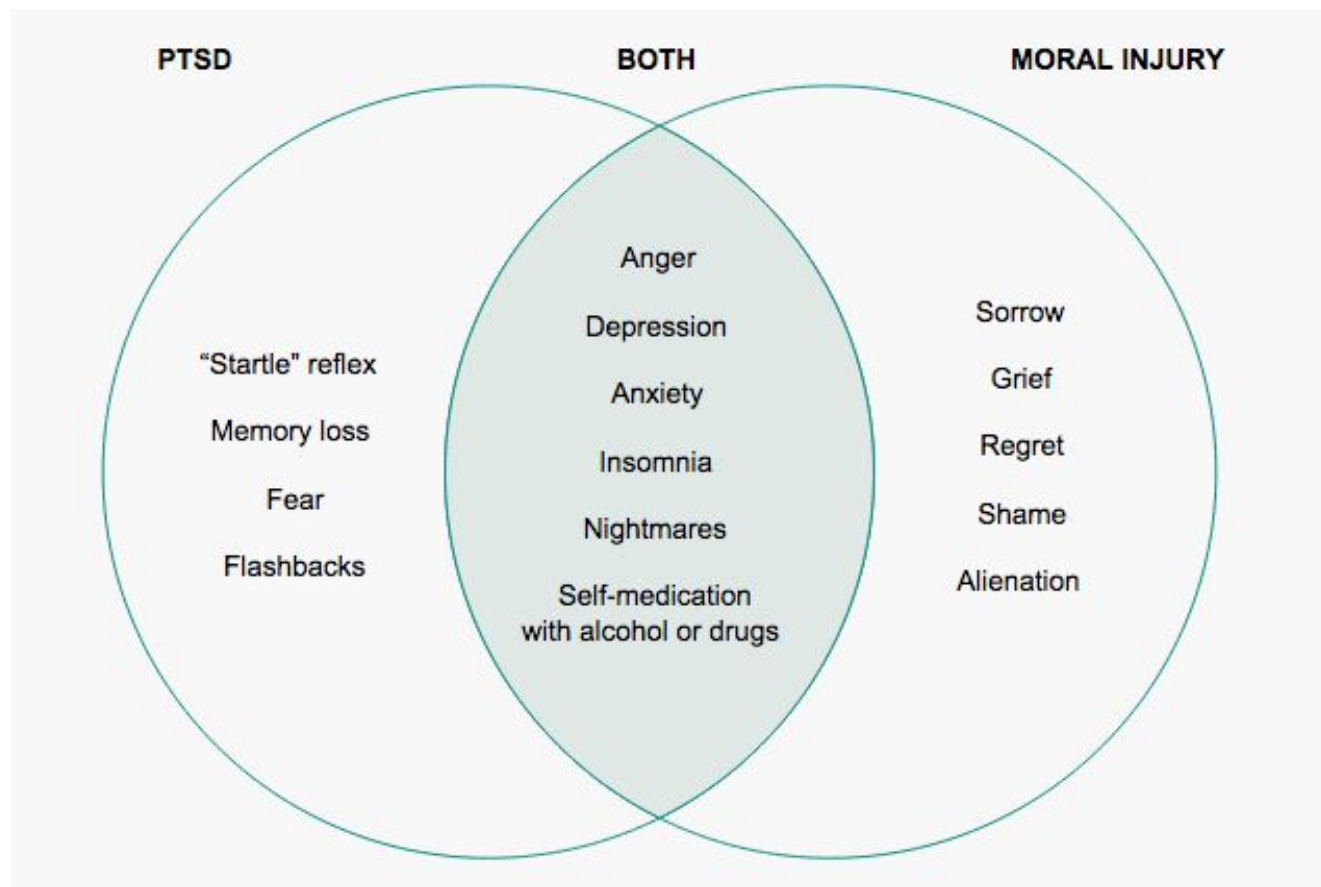 PTSD
BOTH
MORAL INJURY
“Startle” reflex
Memory loss
Fear
Flashbacks
Anger
Depression
Anxiety
Insomnia
Nightmares
Self-medication
with alcohol or drugs
Sorrow
Grief
Regret
Shame
Alienation